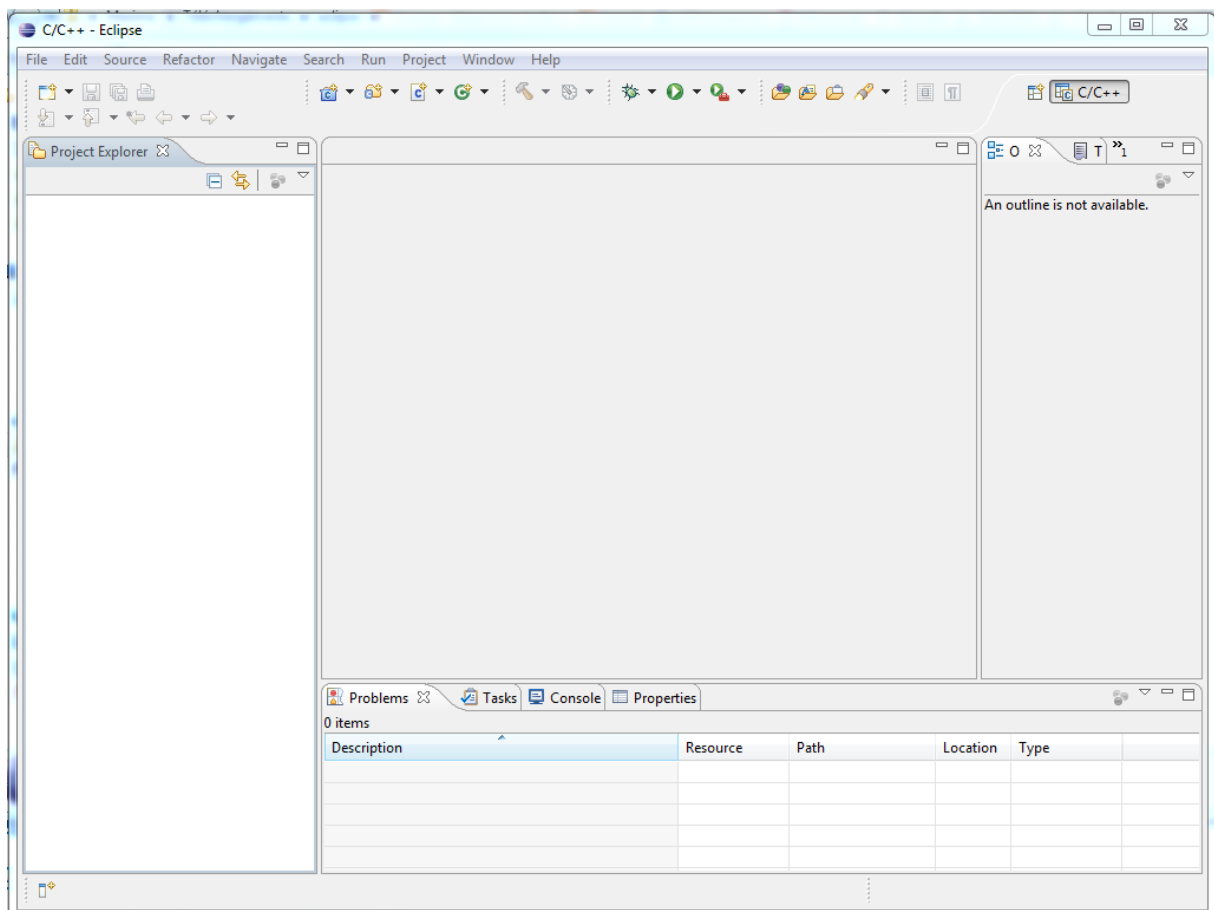 C/C++ - Eclipse
File Edit Source Refactor Navigate Search Run Project Window Help
C/C++
Project Explorer
O T »1
An outline is not available.
Problems Tasks Console Properties
0 items
Description Resource Path Location Type